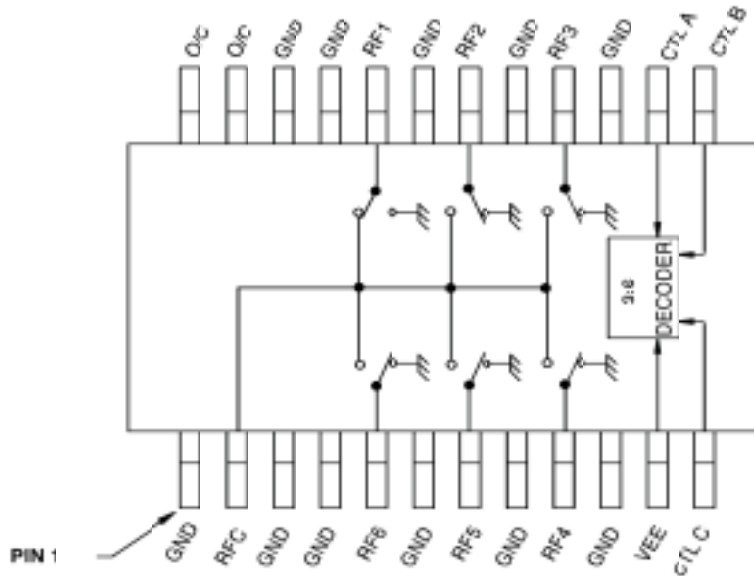 O/C
O/C
GND
GND
RF1
GND
RF2
GND
RF3
GND
CTL A
CTL B
3:6
DECODER
GND
RFC
GND
GND
RF6
GND
RF5
GND
RF4
GND
VEE
CTL C
PIN 1